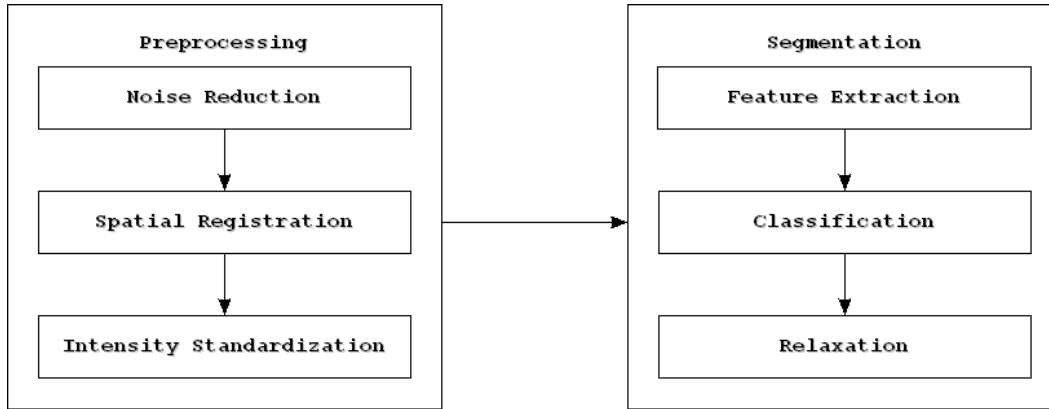 Preprocessing
Noise Reduction
Spatial Registration
Intensity Standardization
Segmentation
Feature Extraction
Classification
Relaxation